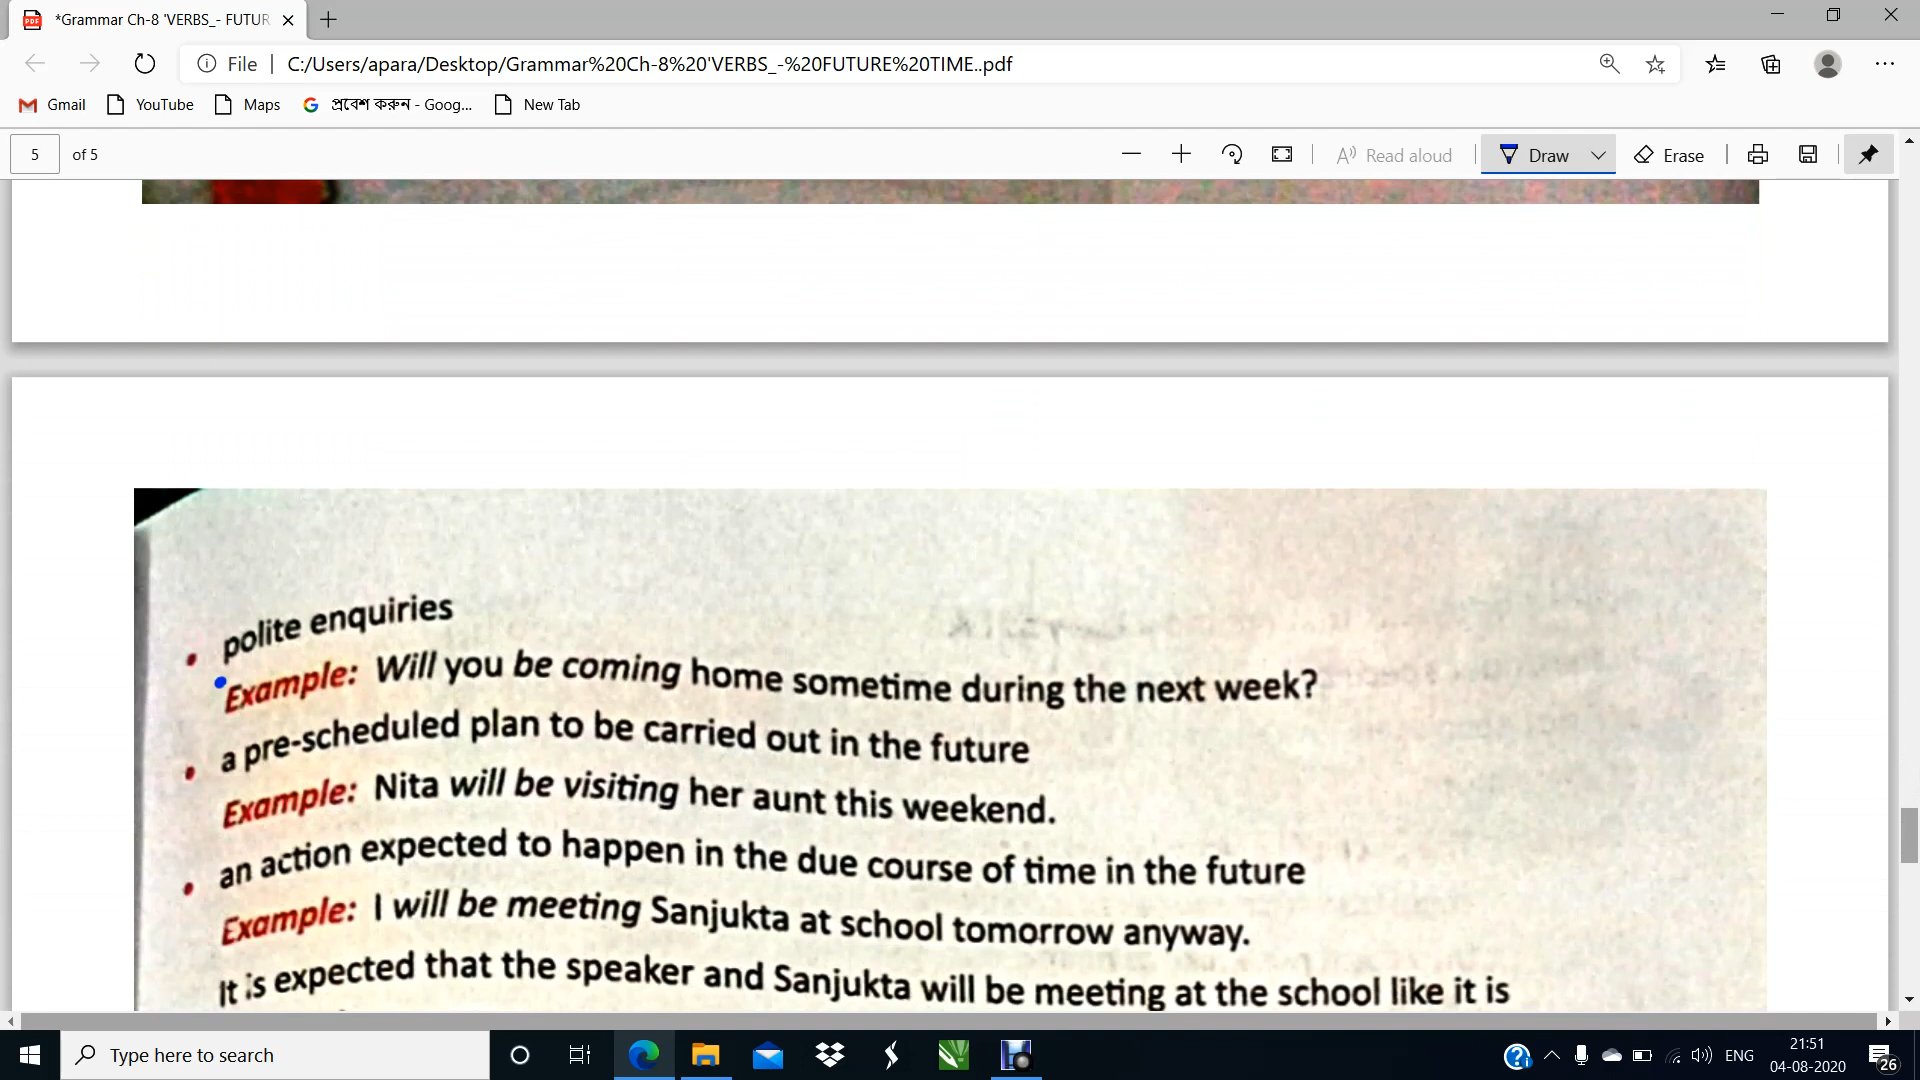 *Grammar Ch-8 'VERBS_- FUTUR
File | C:/Users/apara/Desktop/Grammar%20Ch-8%20'VERBS_-%20FUTURE%20TIME..pdf
Gmail YouTube Maps প্রবেশ করুন - Goog... New Tab
5 of 5 Read aloud Draw Erase
polite enquiries
Example: Will you be coming home sometime during the next week?
a pre-scheduled plan to be carried out in the future
Example: Nita will be visiting her aunt this weekend.
an action expected to happen in the due course of time in the future
Example: I will be meeting Sanjukta at school tomorrow anyway.
It is expected that the speaker and Sanjukta will be meeting at the school like it is
Type here to search ENG 21:51
04-08-2020 26